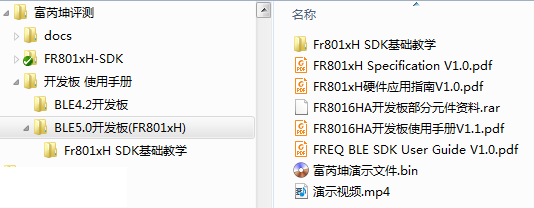 富芮坤评测
docs
FR801xH-SDK
开发板 使用手册
BLE4.2开发板
BLE5.0开发板(FR801xH)
Fr801xH SDK基础教学
名称
Fr801xH SDK基础教学
FR801xH Specification V1.0.pdf
FR801xH硬件应用指南V1.0.pdf
FR8016HA开发板部分元件资料.rar
FR8016HA开发板使用手册V1.1.pdf
FREQ BLE SDK User Guide V1.0.pdf
富芮坤演示文件.bin
演示视频.mp4